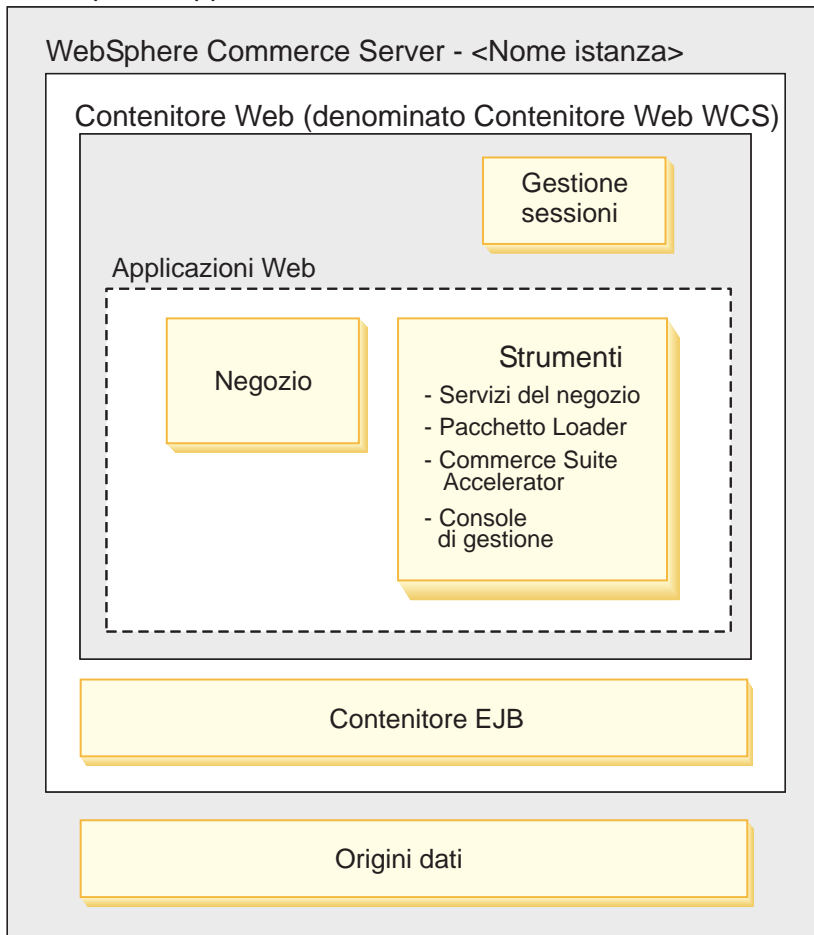 WebSphere Commerce Server - <Nome istanza>
Contenitore Web (denominato Contenitore Web WCS)
Gestione
sessioni
Applicazioni Web
Negozio
Strumenti
- Servizi del negozio
- Pacchetto Loader
- Commerce Suite
Accelerator
- Console
di gestione
Contenitore EJB
Origini dati